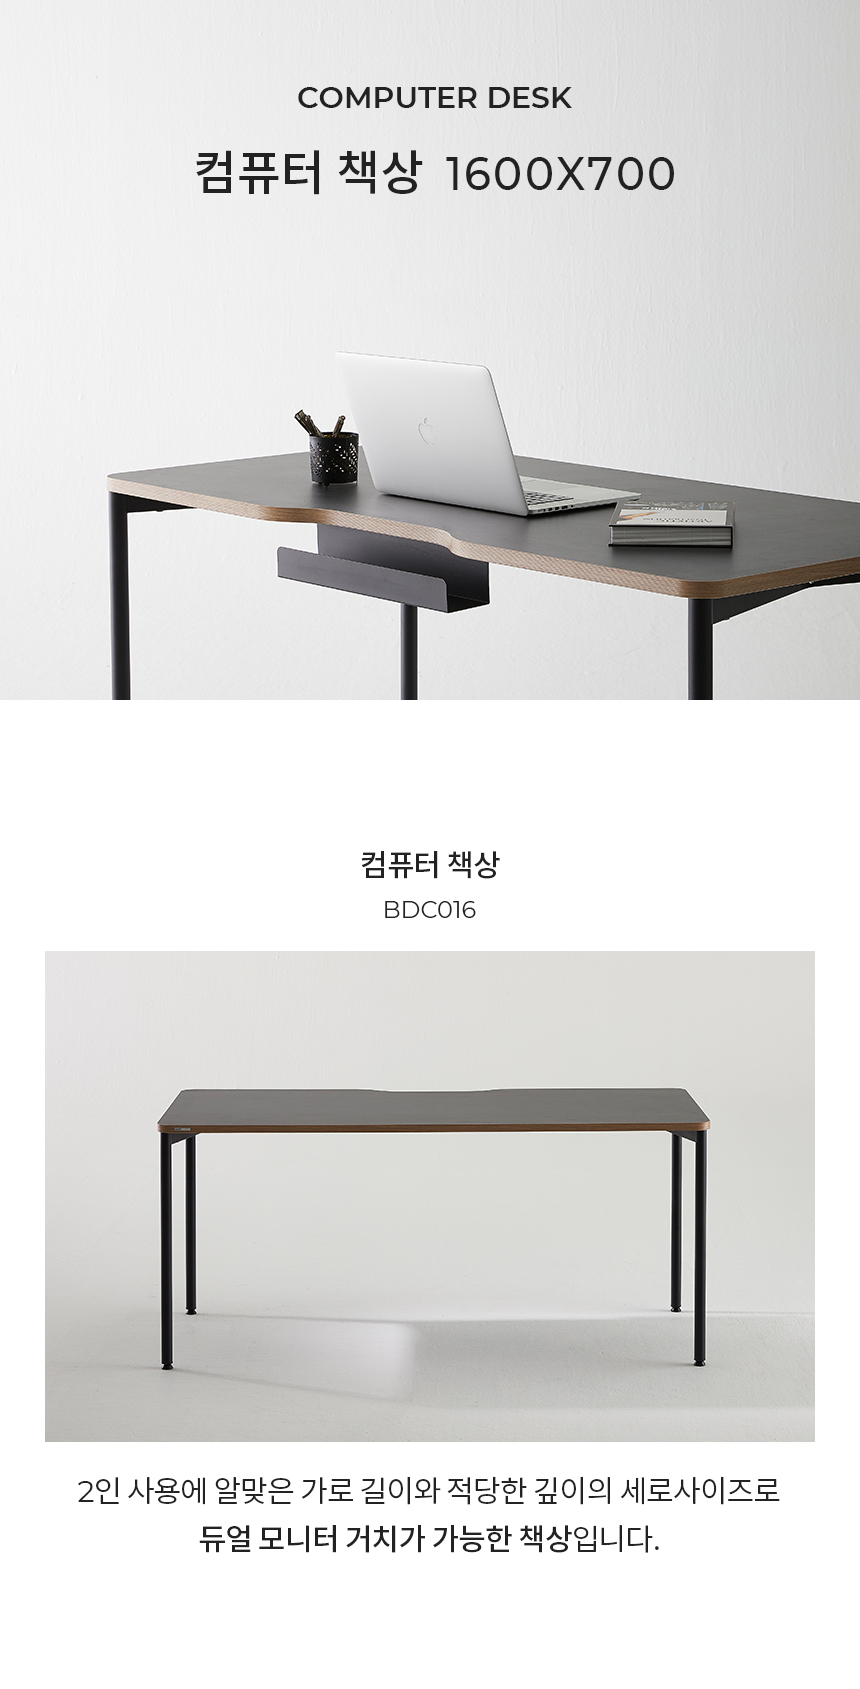 COMPUTER DESK
컴퓨터 책상 1600X700
컴퓨터 책상
BDC016
2인 사용에 알맞은 가로 길이와 적당한 깊이의 세로사이즈로
듀얼 모니터 거치가 가능한 책상입니다.